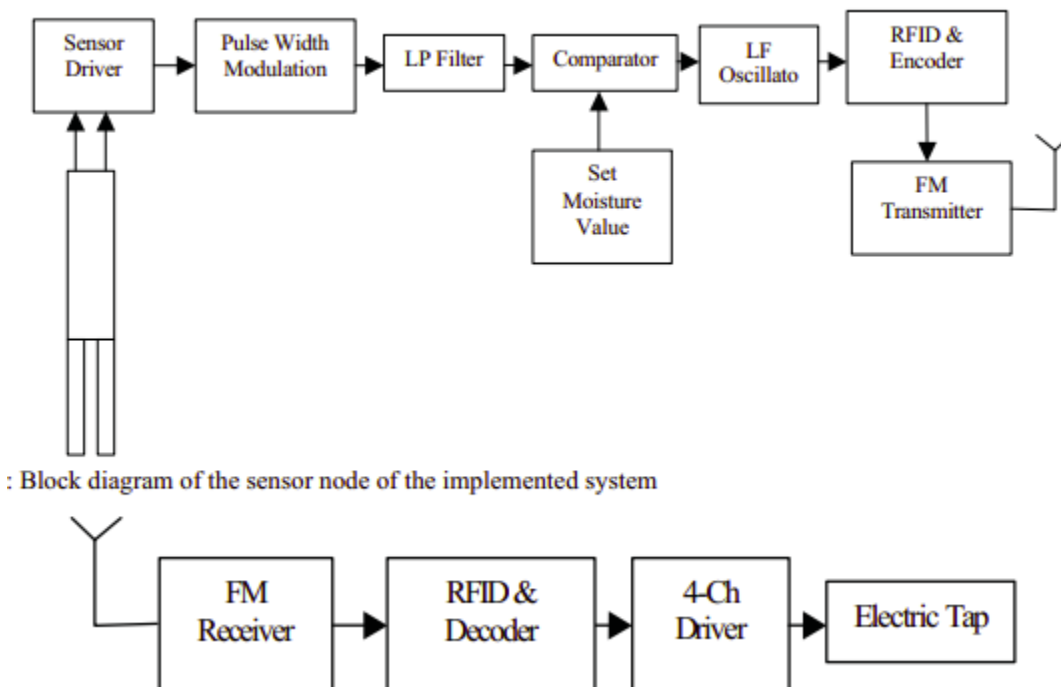 Sensor
Driver
Pulse Width
Modulation
LP Filter
Comparator
LF
Oscillato
RFID &
Encoder
Set
Moisture
Value
FM
Transmitter
: Block diagram of the sensor node of the implemented system
FM
Receiver
RFID &
Decoder
4-Ch
Driver
Electric Tap